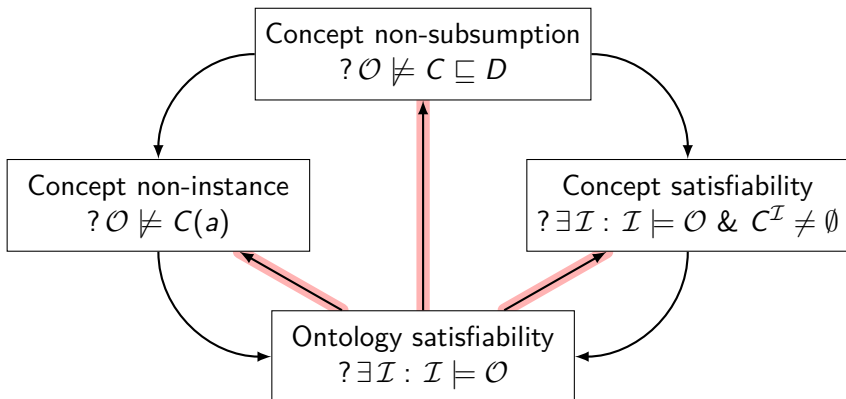 Concept non-subsumption
? 𝒪 ⊭ C ⊑ D
Concept non-instance
? 𝒪 ⊭ C(a)
Concept satisfiability
? ∃ ℐ : ℐ ⊨ 𝒪 & C^ℐ ≠ ∅
Ontology satisfiability
? ∃ ℐ : ℐ ⊨ 𝒪